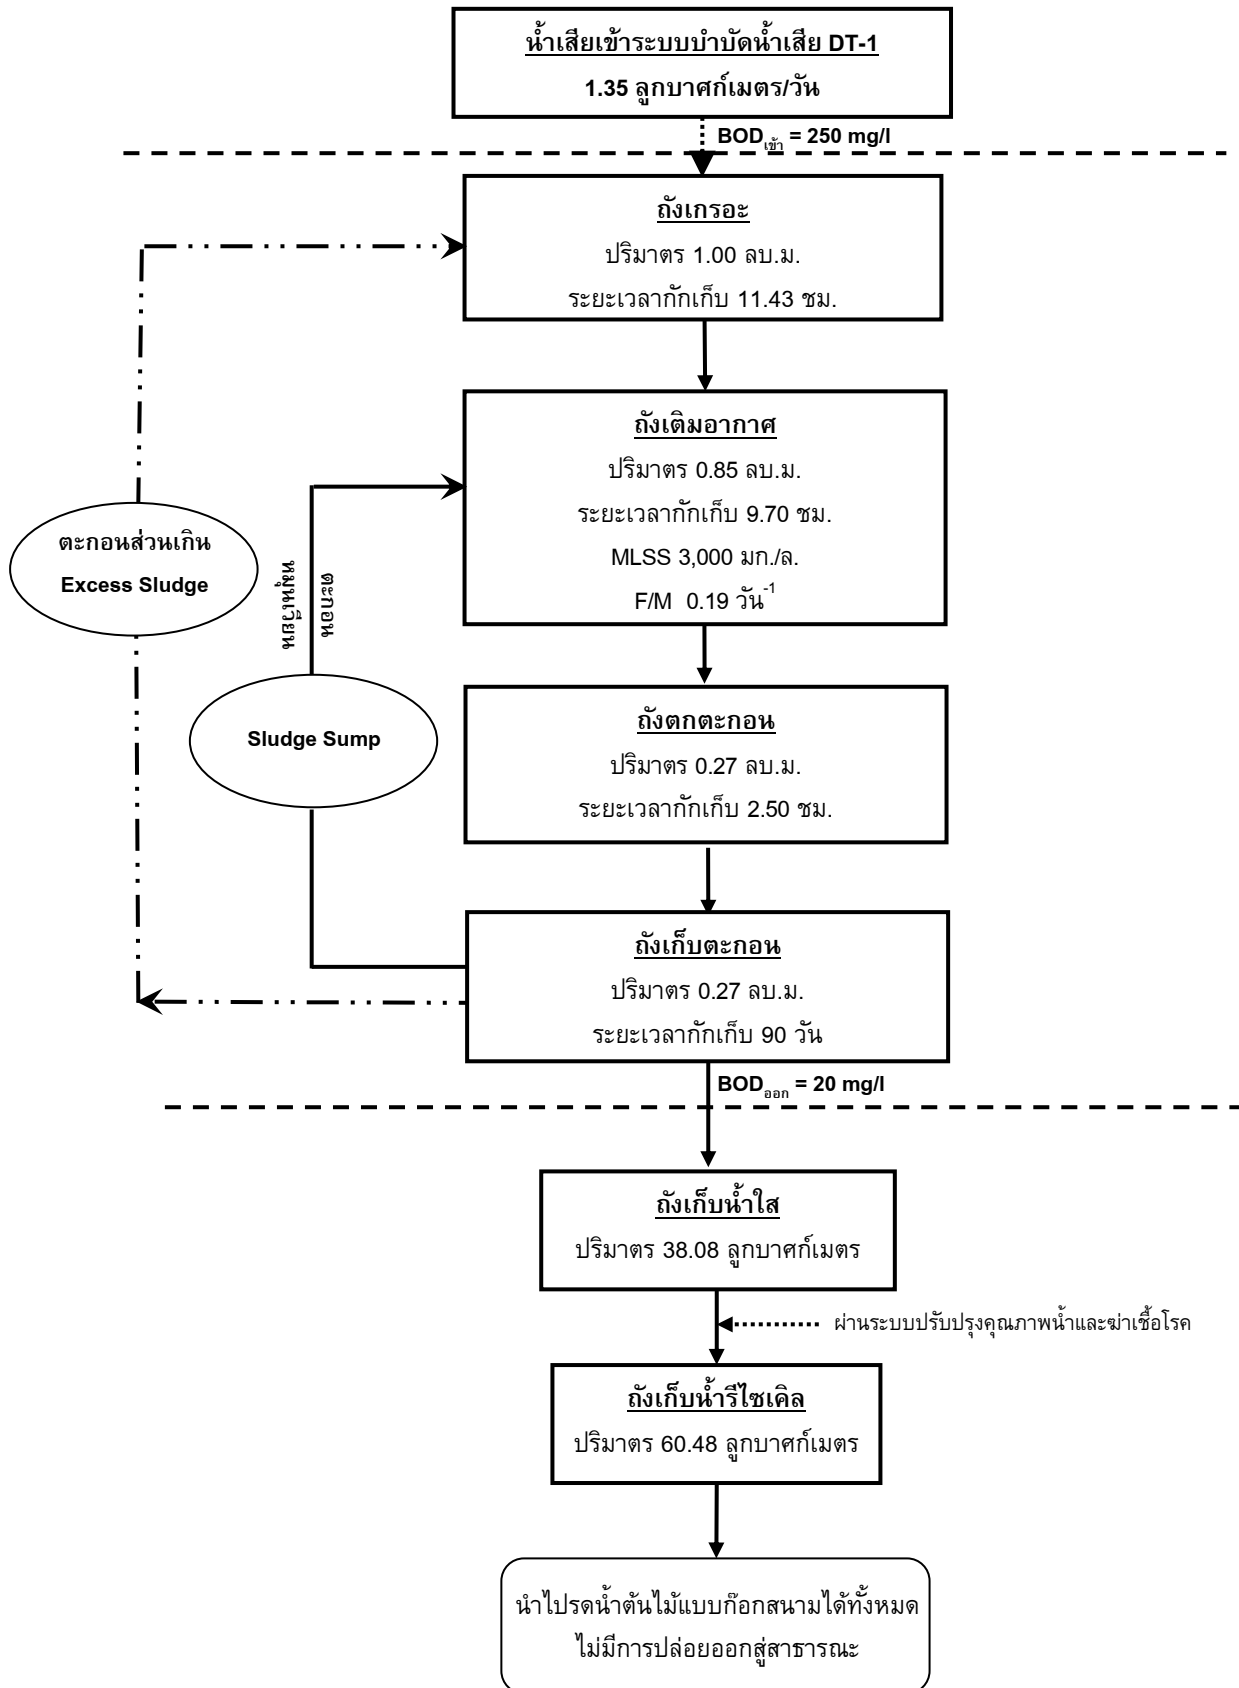 น้ำเสียเข้าระบบบำบัดน้ำเสีย DT-1
1.35 ลูกบาศก์เมตร/วัน
BODเข้า = 250 mg/l
ถังเกรอะ
ปริมาตร 1.00 ลบ.ม.
ระยะเวลากักเก็บ 11.43 ชม.
ถังเติมอากาศ
ปริมาตร 0.85 ลบ.ม.
ระยะเวลากักเก็บ 9.70 ชม.
MLSS 3,000 มก./ล.
F/M 0.19 วัน-1
ตะกอนส่วนเกิน
Excess Sludge
ตะกอน
หมุนเวียน
Sludge Sump
ถังตกตะกอน
ปริมาตร 0.27 ลบ.ม.
ระยะเวลากักเก็บ 2.50 ชม.
ถังเก็บตะกอน
ปริมาตร 0.27 ลบ.ม.
ระยะเวลากักเก็บ 90 วัน
BODออก = 20 mg/l
ถังเก็บน้ำใส
ปริมาตร 38.08 ลูกบาศก์เมตร
ผ่านระบบปรับปรุงคุณภาพน้ำและฆ่าเชื้อโรค
ถังเก็บน้ำรีไซเคิล
ปริมาตร 60.48 ลูกบาศก์เมตร
นำไปรดน้ำต้นไม้แบบก๊อกสนามได้ทั้งหมด
ไม่มีการปล่อยออกสู่สาธารณะ